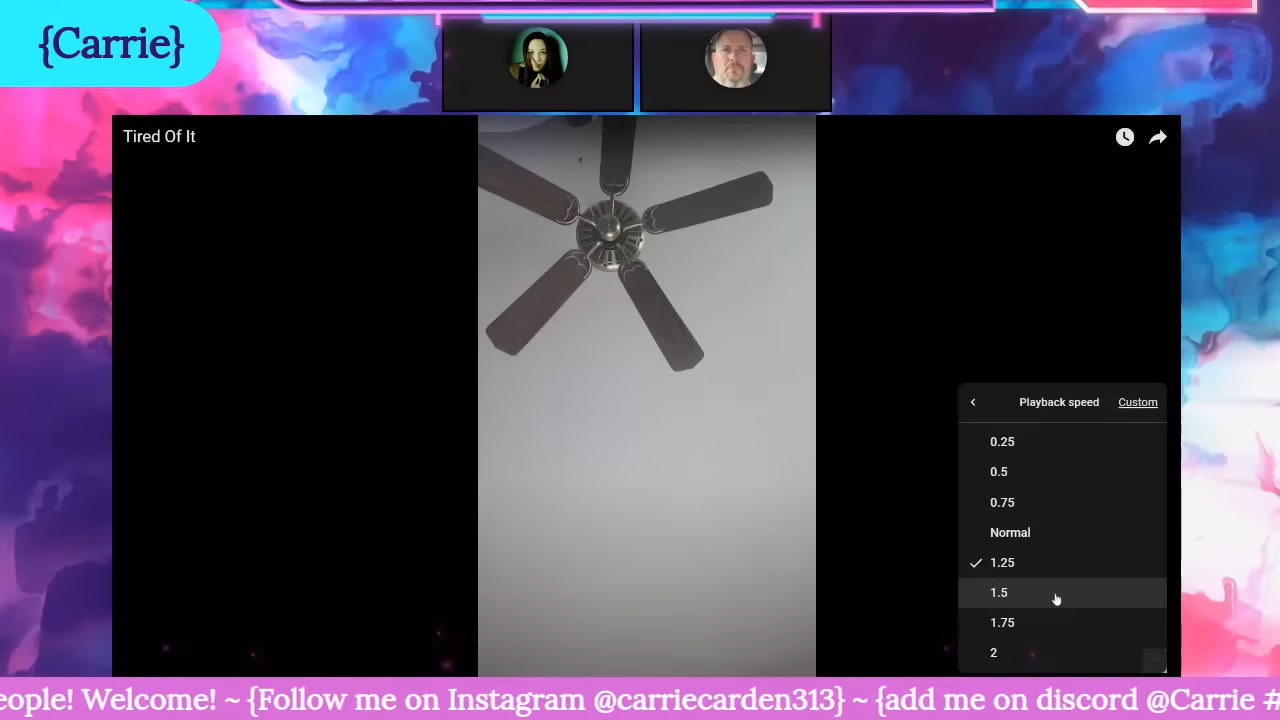 {Carrie}
Tired Of It
Playback speed
Custom
0.25
0.5
0.75
Normal
1.25
1.5
1.75
2
eople! Welcome! ~ {Follow me on Instagram @carriecarden313} ~ {add me on discord @Carrie #